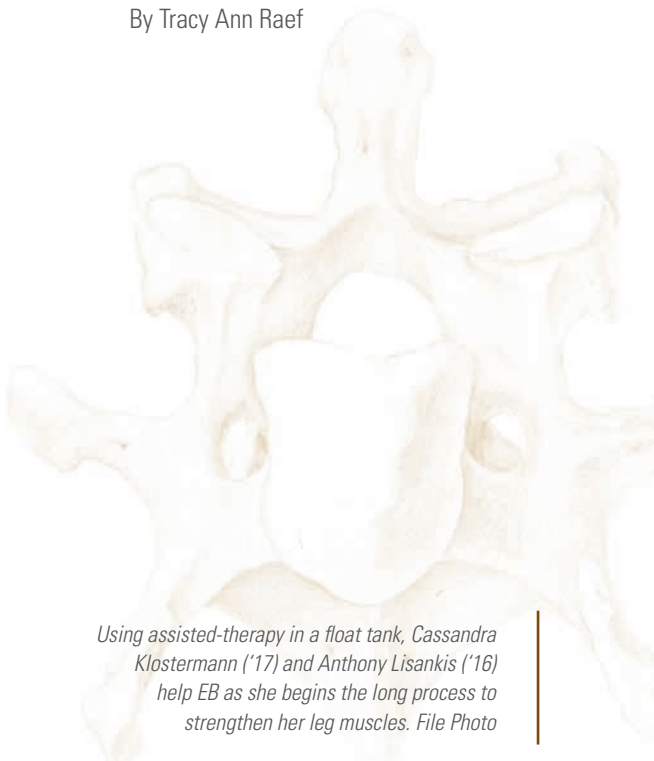 By Tracy Ann Raef
Using assisted-therapy in a float tank, Cassandra
Klostermann (‘17) and Anthony Lisankis (‘16)
help EB as she begins the long process to
strengthen her leg muscles. File Photo